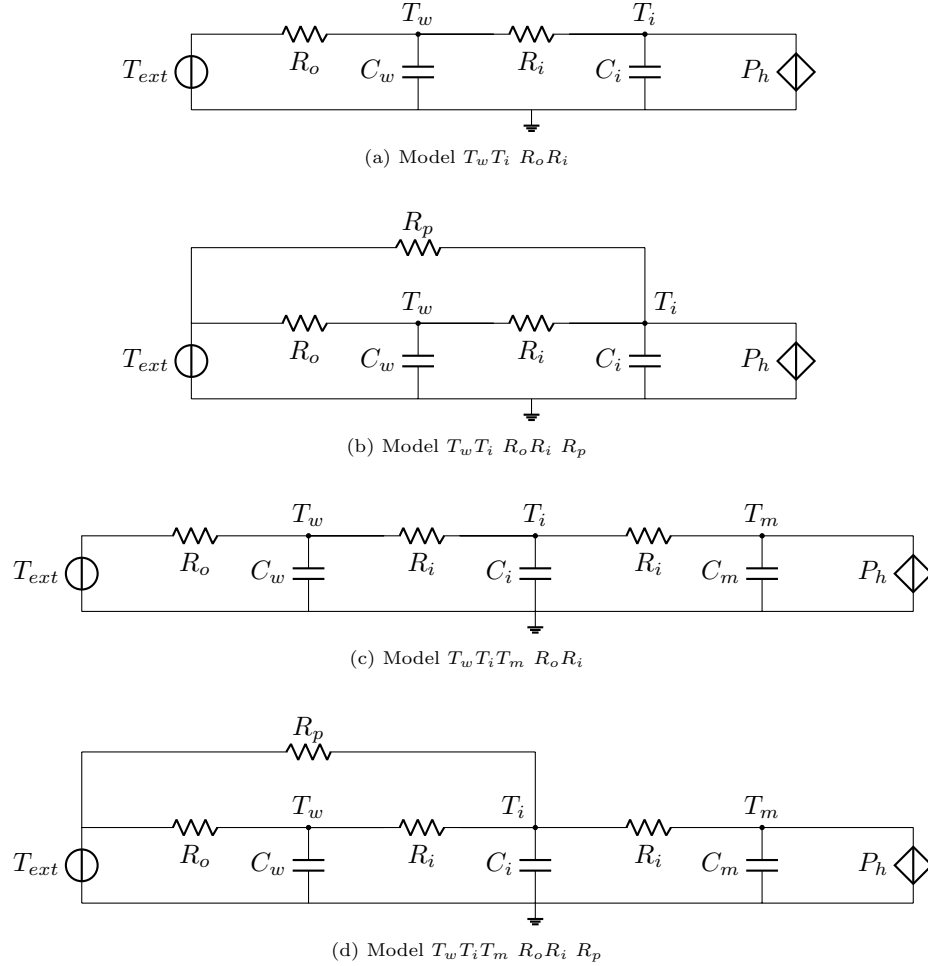 T_w T_i
T_ext R_o C_w R_i C_i P_h
(a) Model T_wT_i R_oR_i
R_p
T_w T_i
T_ext R_o C_w R_i C_i P_h
(b) Model T_wT_i R_oR_i R_p
T_w T_i T_m
T_ext R_o C_w R_i C_i R_i C_m P_h
(c) Model T_wT_iT_m R_oR_i
R_p
T_w T_i T_m
T_ext R_o C_w R_i C_i R_i C_m P_h
(d) Model T_wT_iT_m R_oR_i R_p